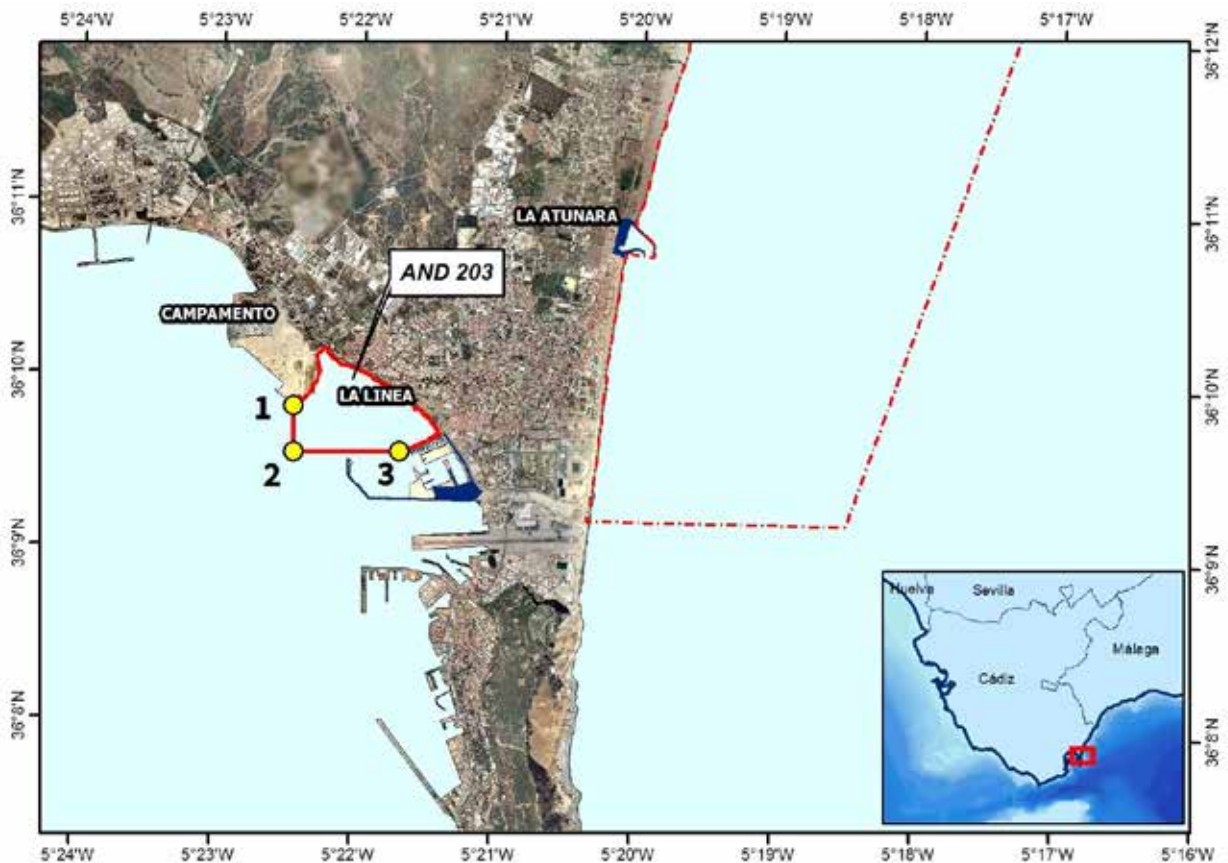 5°24'W 5°23'W 5°22'W 5°21'W 5°20'W 5°19'W 5°18'W 5°17'W
36°12'N
36°11'N
36°11'N
LA ATUNARA
AND 203
CAMPAMENTO
36°10'N
36°10'N
LA LINEA
1
2
3
36°9'N
36°9'N
Huelva
Sevilla
Málaga
Cádiz
36°8'N
36°8'N
5°24'W 5°23'W 5°22'W 5°21'W 5°20'W 5°19'W 5°18'W 5°17'W 5°16'W